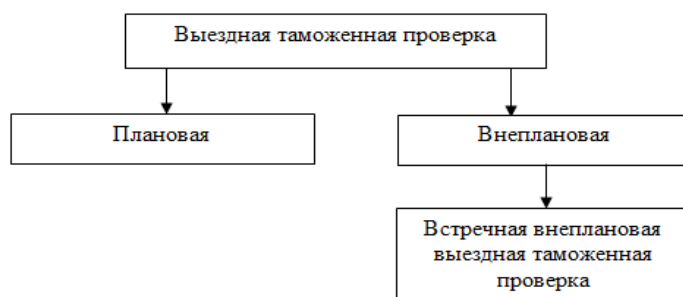 Выездная таможенная проверка
Плановая
Внеплановая
Встречная внеплановая
выездная таможенная
проверка